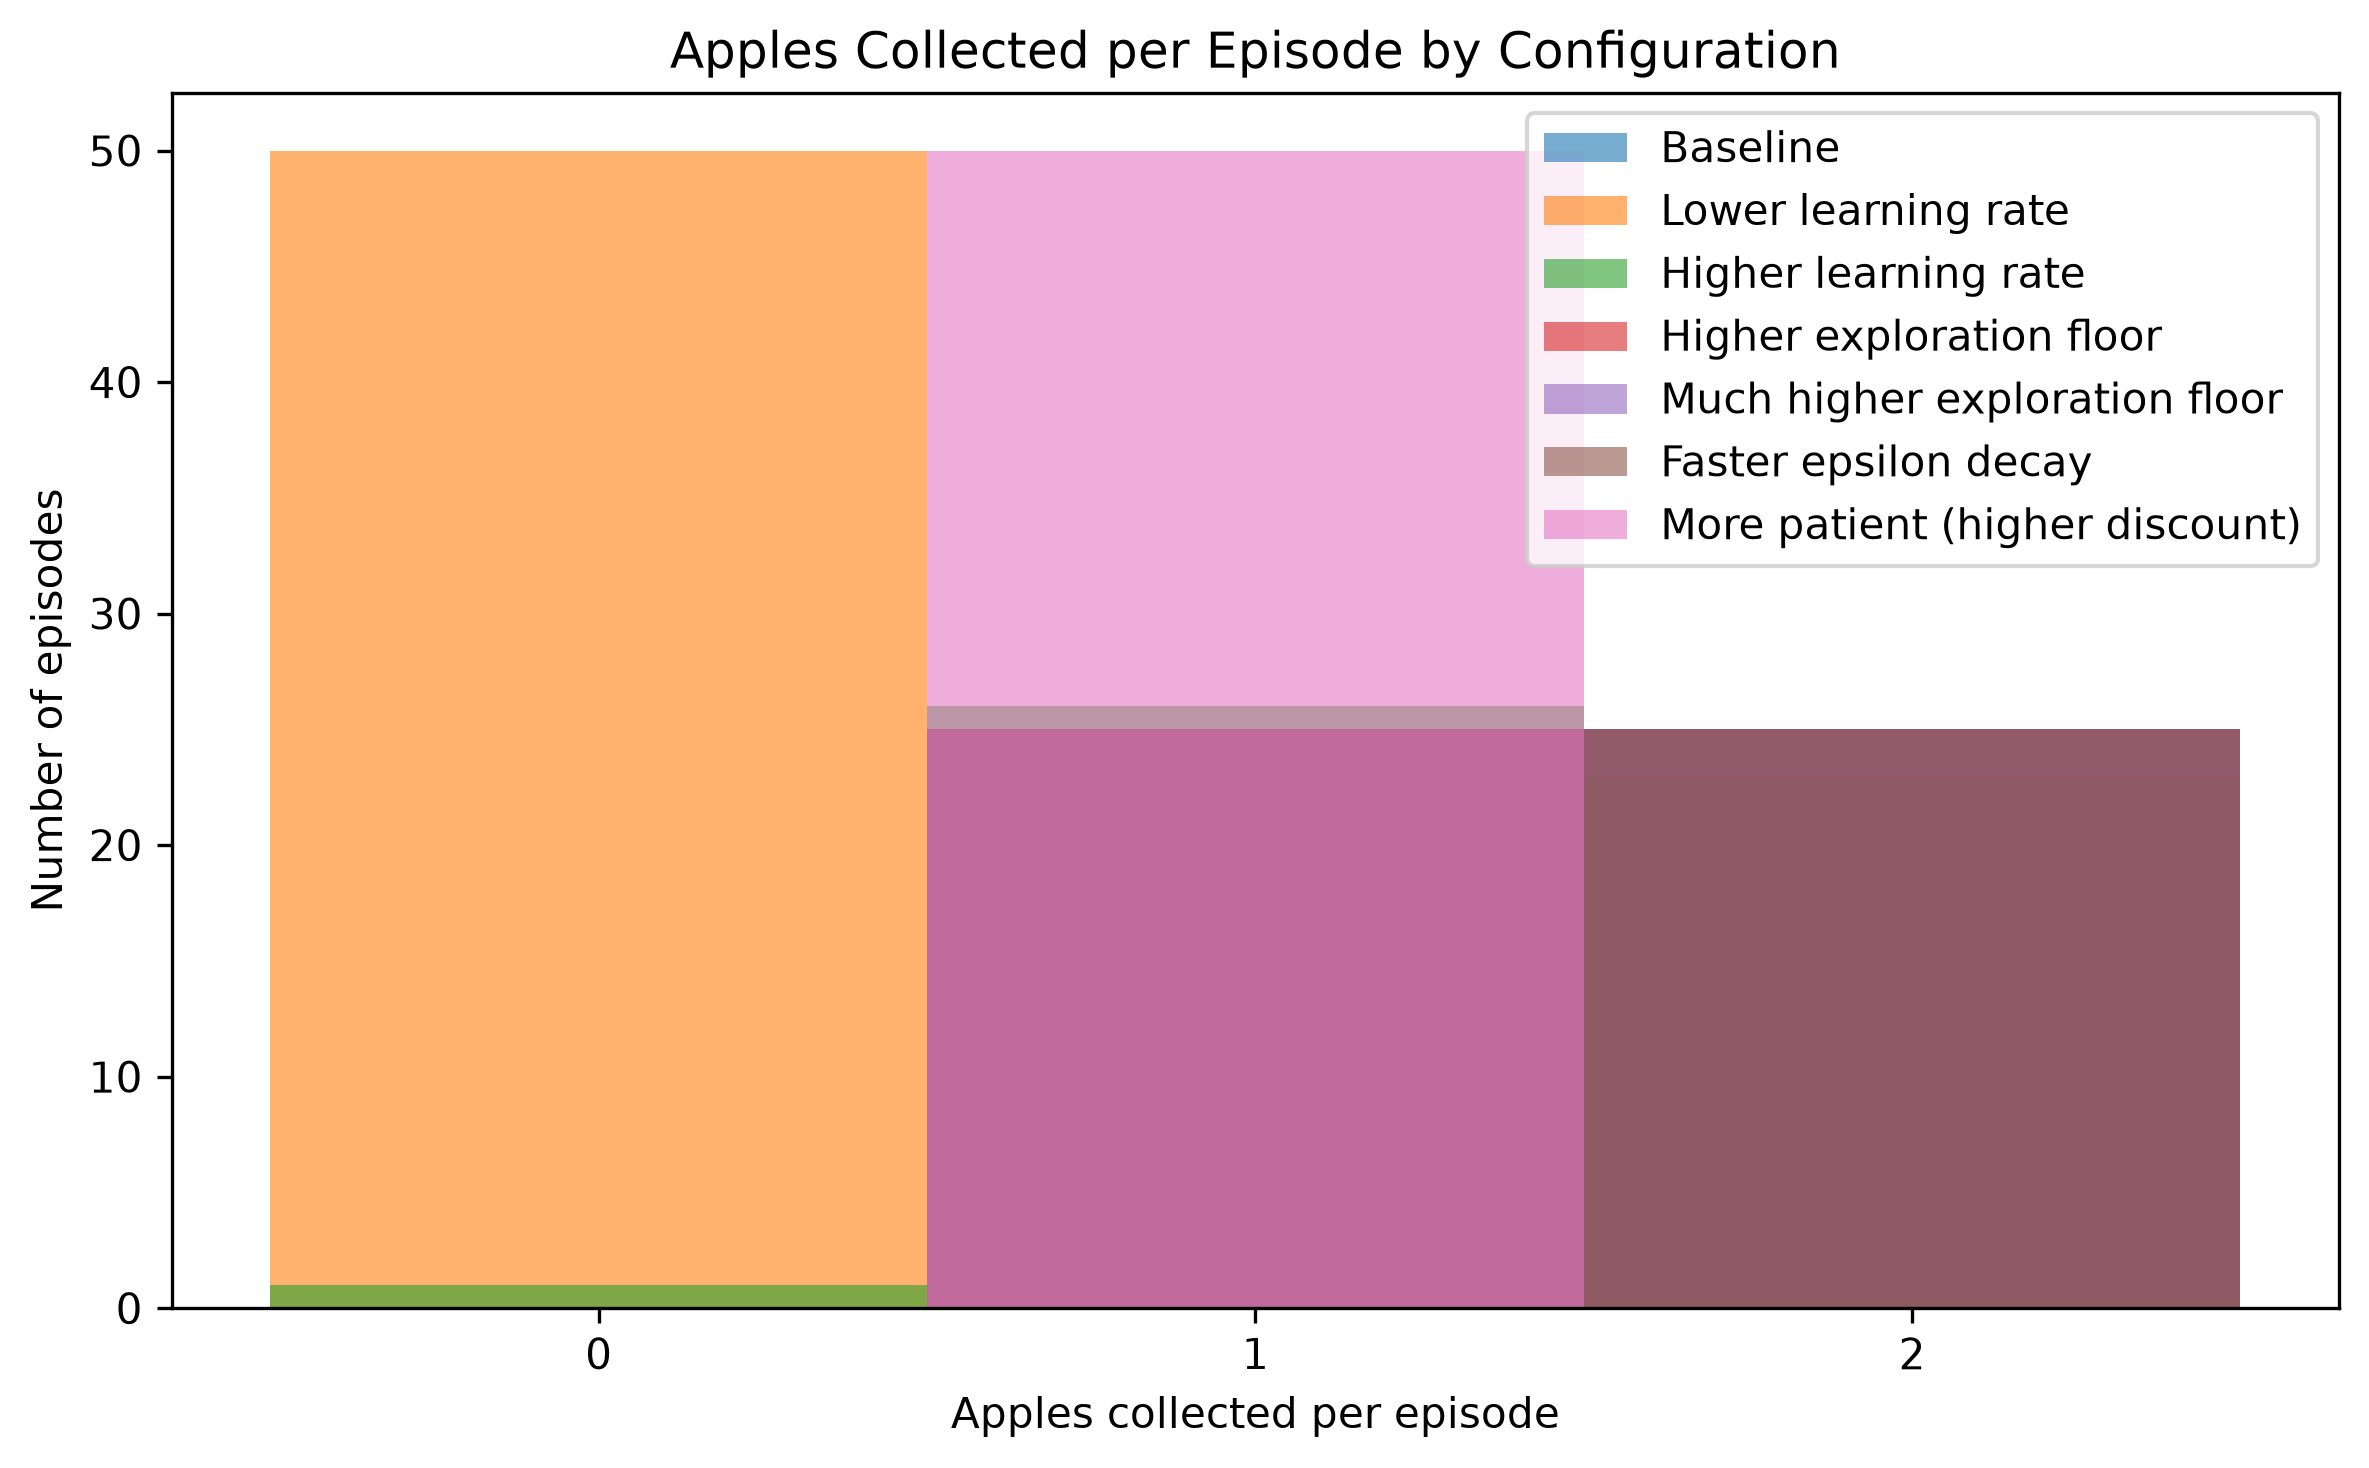 Apples Collected per Episode by Configuration
Number of episodes
50
40
30
20
10
0
Baseline
Lower learning rate
Higher learning rate
Higher exploration floor
Much higher exploration floor
Faster epsilon decay
More patient (higher discount)
0 1 2
Apples collected per episode